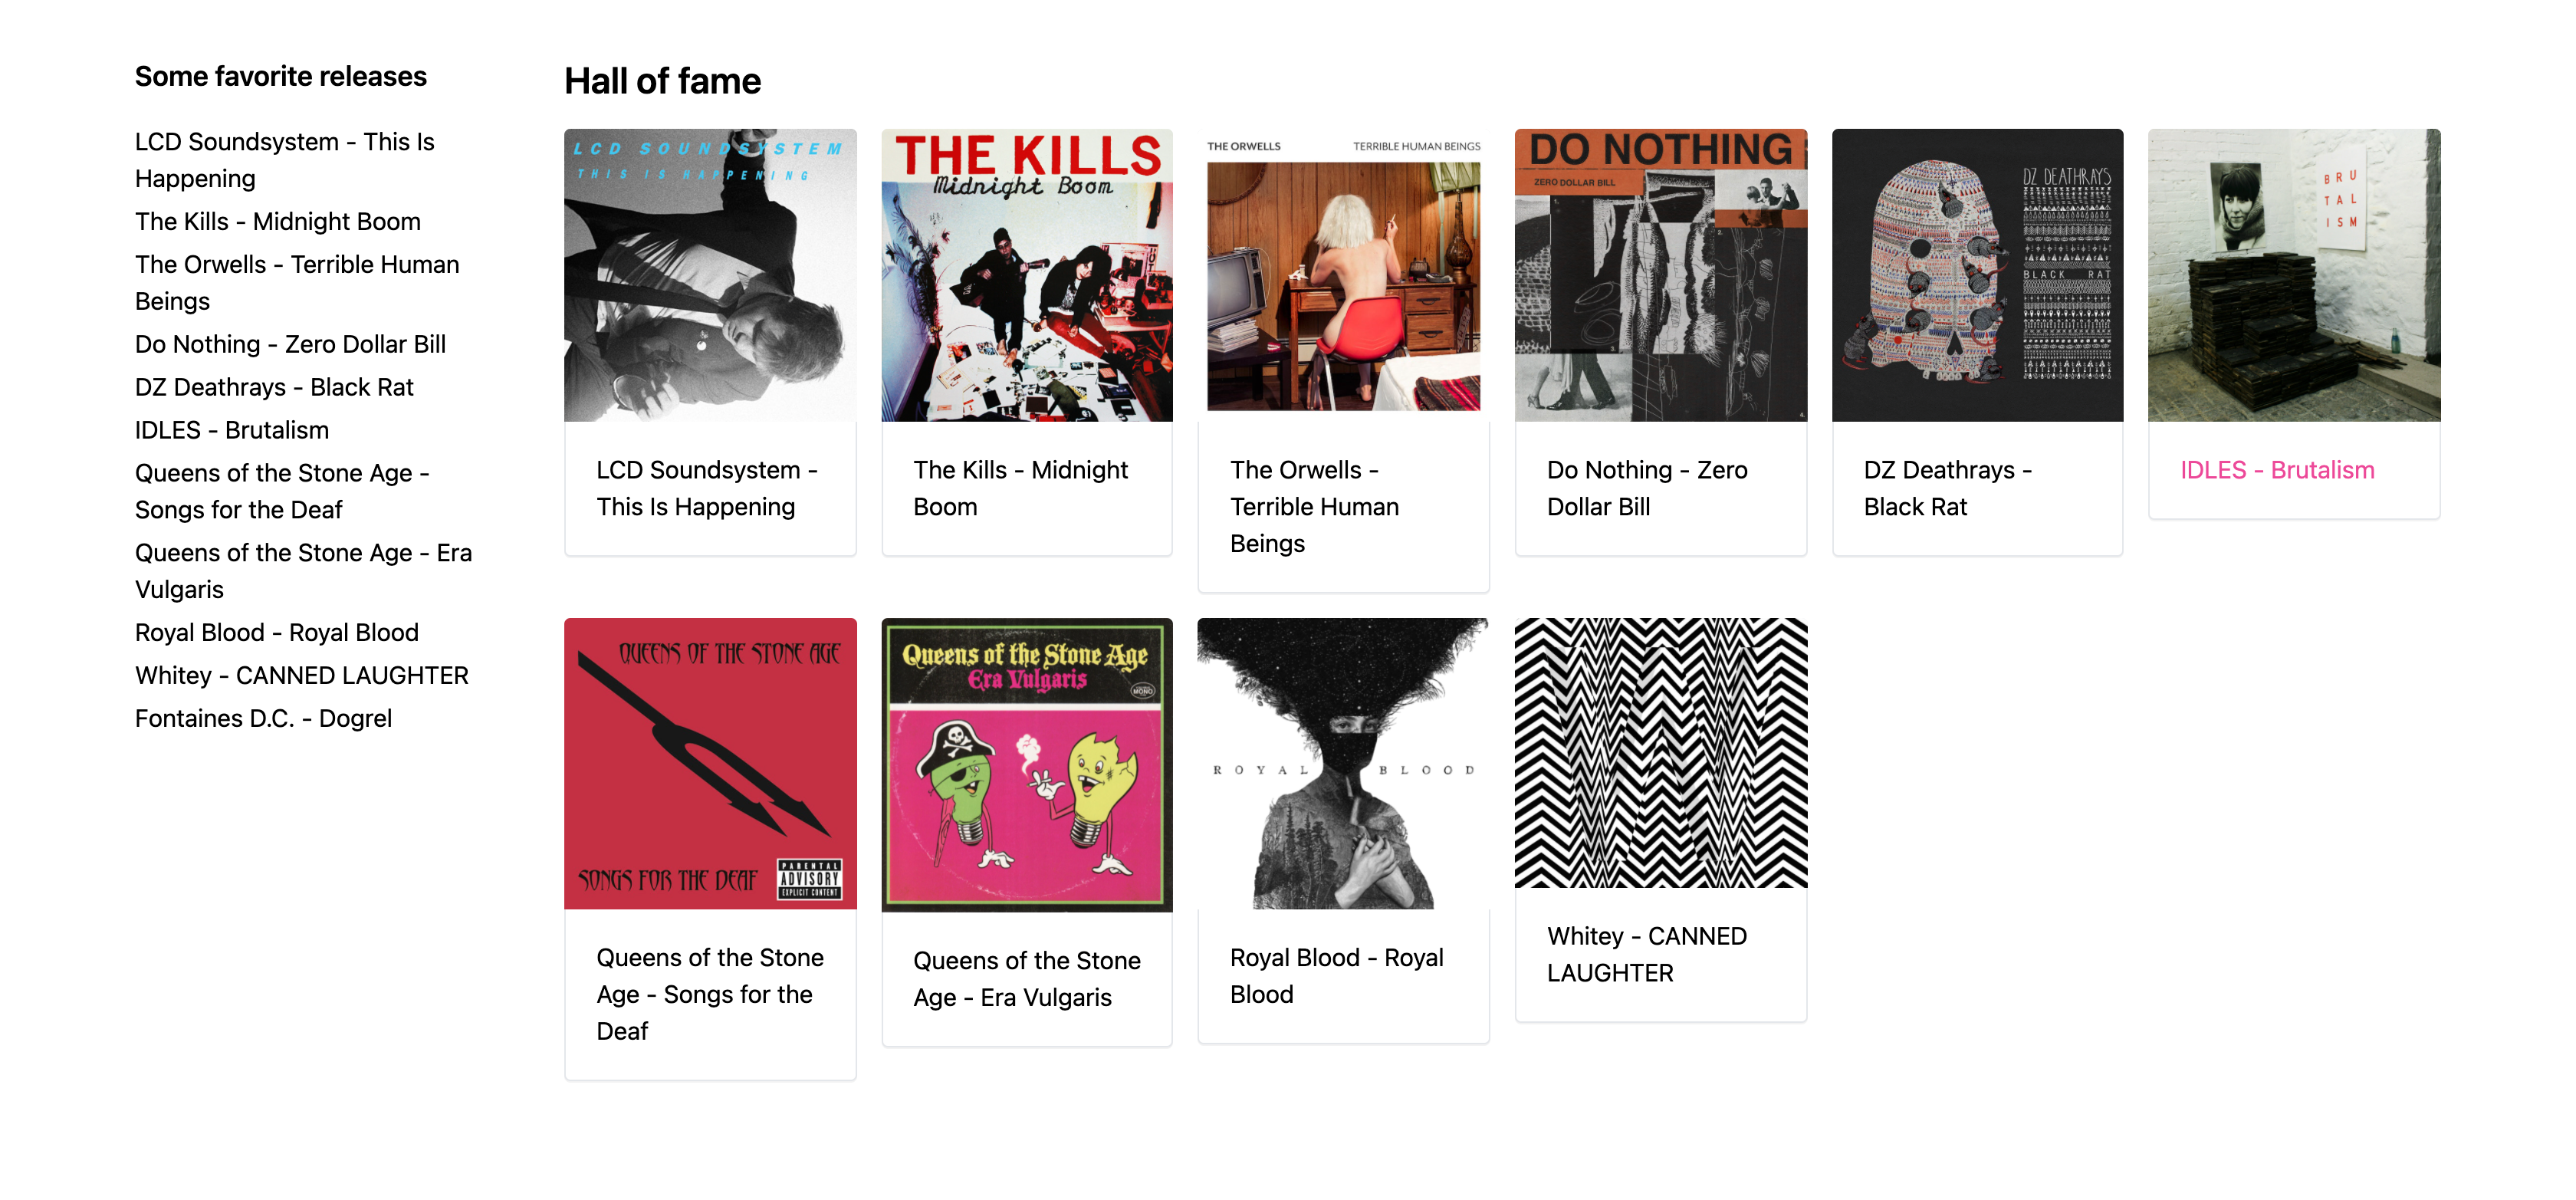 Some favorite releases
LCD Soundsystem - This Is
Happening
The Kills - Midnight Boom
The Orwells - Terrible Human
Beings
Do Nothing - Zero Dollar Bill
DZ Deathrays - Black Rat
IDLES - Brutalism
Queens of the Stone Age -
Songs for the Deaf
Queens of the Stone Age - Era
Vulgaris
Royal Blood - Royal Blood
Whitey - CANNED LAUGHTER
Fontaines D.C. - Dogrel
Hall of fame
LCD SOUNDSYSTEM
THIS IS HAPPENING
LCD Soundsystem -
This Is Happening
THE KILLS
Midnight Boom
The Kills - Midnight
Boom
THE ORWELLS
TERRIBLE HUMAN BEINGS
The Orwells -
Terrible Human
Beings
DO NOTHING
ZERO DOLLAR BILL
Do Nothing - Zero
Dollar Bill
DZ DEATHRAYS
BLACK RAT
DZ Deathrays -
Black Rat
BRU
TAL
ISM
IDLES - Brutalism
QUEENS OF THE STONE AGE
SONGS FOR THE DEAF
PARENTAL
ADVISORY
EXPLICIT CONTENT
Queens of the Stone
Age - Songs for the
Deaf
Queens of the Stone Age
Era Vulgaris
MONO
Queens of the Stone
Age - Era Vulgaris
ROYAL BLOOD
Royal Blood - Royal
Blood
Whitey - CANNED
LAUGHTER